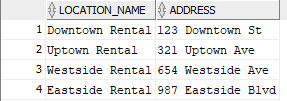 LOCATION_NAME ADDRESS
1 Downtown Rental 123 Downtown St
2 Uptown Rental 321 Uptown Ave
3 Westside Rental 654 Westside Ave
4 Eastside Rental 987 Eastside Blvd